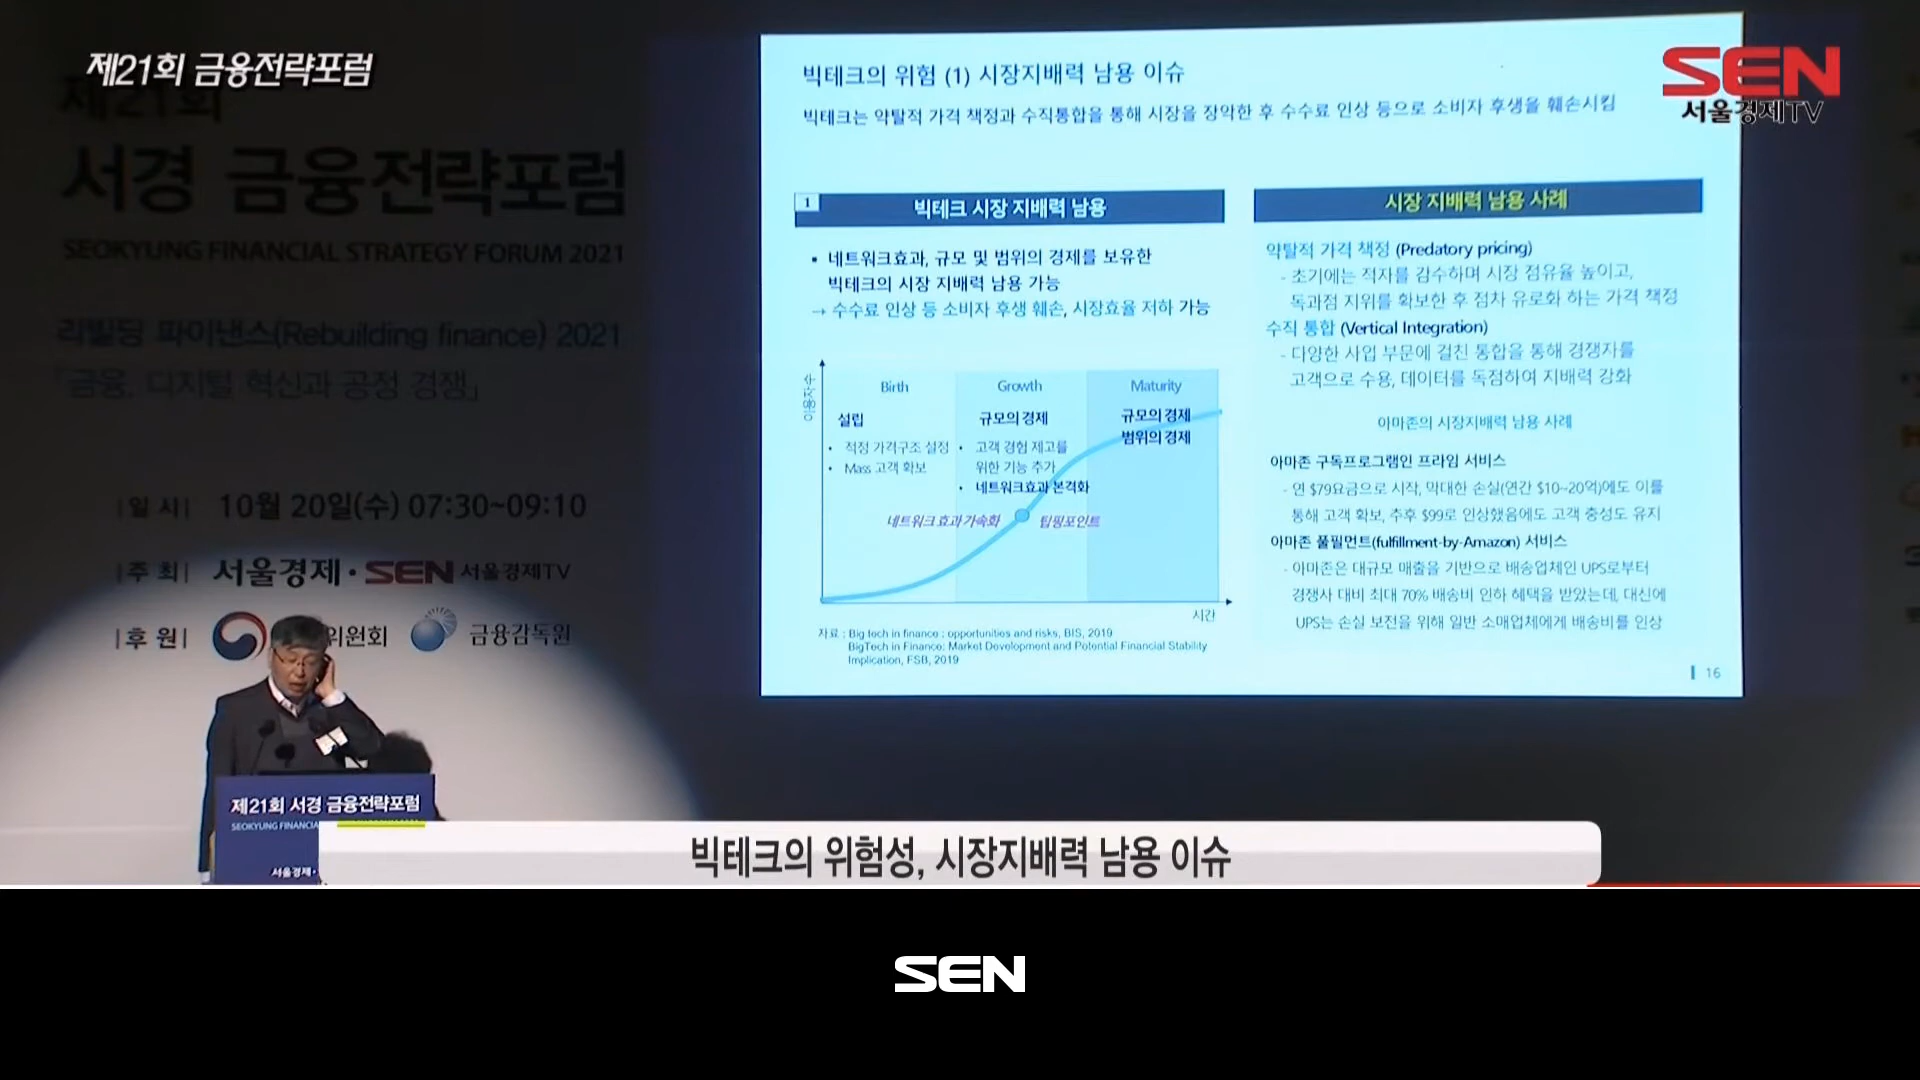 제21회 금융전략포럼
제21회
서경 금융전략포럼
SEOKYUNG FINANCIAL STRATEGY FORUM 2021
리빌딩 파이낸스(Rebuilding finance) 2021
「금융, 디지털 혁신과 공정 경쟁」
|일 시| 10월 20일(수) 07:30~09:10
|주 최| 서울경제 · SEN 서울경제TV
|후 원| 위원회 금융감독원
제21회 서경 금융전략포럼
SEOKYUNG FINANCIA
서울경제·
SEN
서울경제TV
빅테크의 위험 (1) 시장지배력 남용 이슈
빅테크는 약탈적 가격 책정과 수직통합을 통해 시장을 장악한 후 수수료 인상 등으로 소비자 후생을 훼손시킴
1 빅테크 시장 지배력 남용
• 네트워크효과, 규모 및 범위의 경제를 보유한
빅테크의 시장 지배력 남용 가능
→ 수수료 인상 등 소비자 후생 훼손, 시장효율 저하 가능
이용자 수
Birth Growth Maturity
설립
• 적정 가격구조 설정
• Mass 고객 확보
규모의 경제
• 고객 경험 제고를
위한 기능 추가
• 네트워크효과 본격화
규모의 경제
범위의 경제
네트워크 효과 가속화 팁핑포인트
시간
자료 : Big tech in finance : opportunities and risks, BIS, 2019
BigTech in Finance: Market Development and Potential Financial Stability
Implication, FSB, 2019
시장 지배력 남용 사례
약탈적 가격 책정 (Predatory pricing)
- 초기에는 적자를 감수하며 시장 점유율 높이고,
독과점 지위를 확보한 후 점차 유료화 하는 가격 책정
수직 통합 (Vertical Integration)
- 다양한 사업 부문에 걸친 통합을 통해 경쟁자를
고객으로 수용, 데이터를 독점하여 지배력 강화
아마존의 시장지배력 남용 사례
아마존 구독프로그램인 프라임 서비스
- 연 $79요금으로 시작, 막대한 손실(연간 $10~20억)에도 이를
통해 고객 확보, 추후 $99로 인상했음에도 고객 충성도 유지
아마존 풀필먼트(fulfillment-by-Amazon) 서비스
- 아마존은 대규모 매출을 기반으로 배송업체인 UPS로부터
경쟁사 대비 최대 70% 배송비 인하 혜택을 받았는데, 대신에
UPS는 손실 보전을 위해 일반 소매업체에게 배송비를 인상
16
빅테크의 위험성, 시장지배력 남용 이슈
SEN